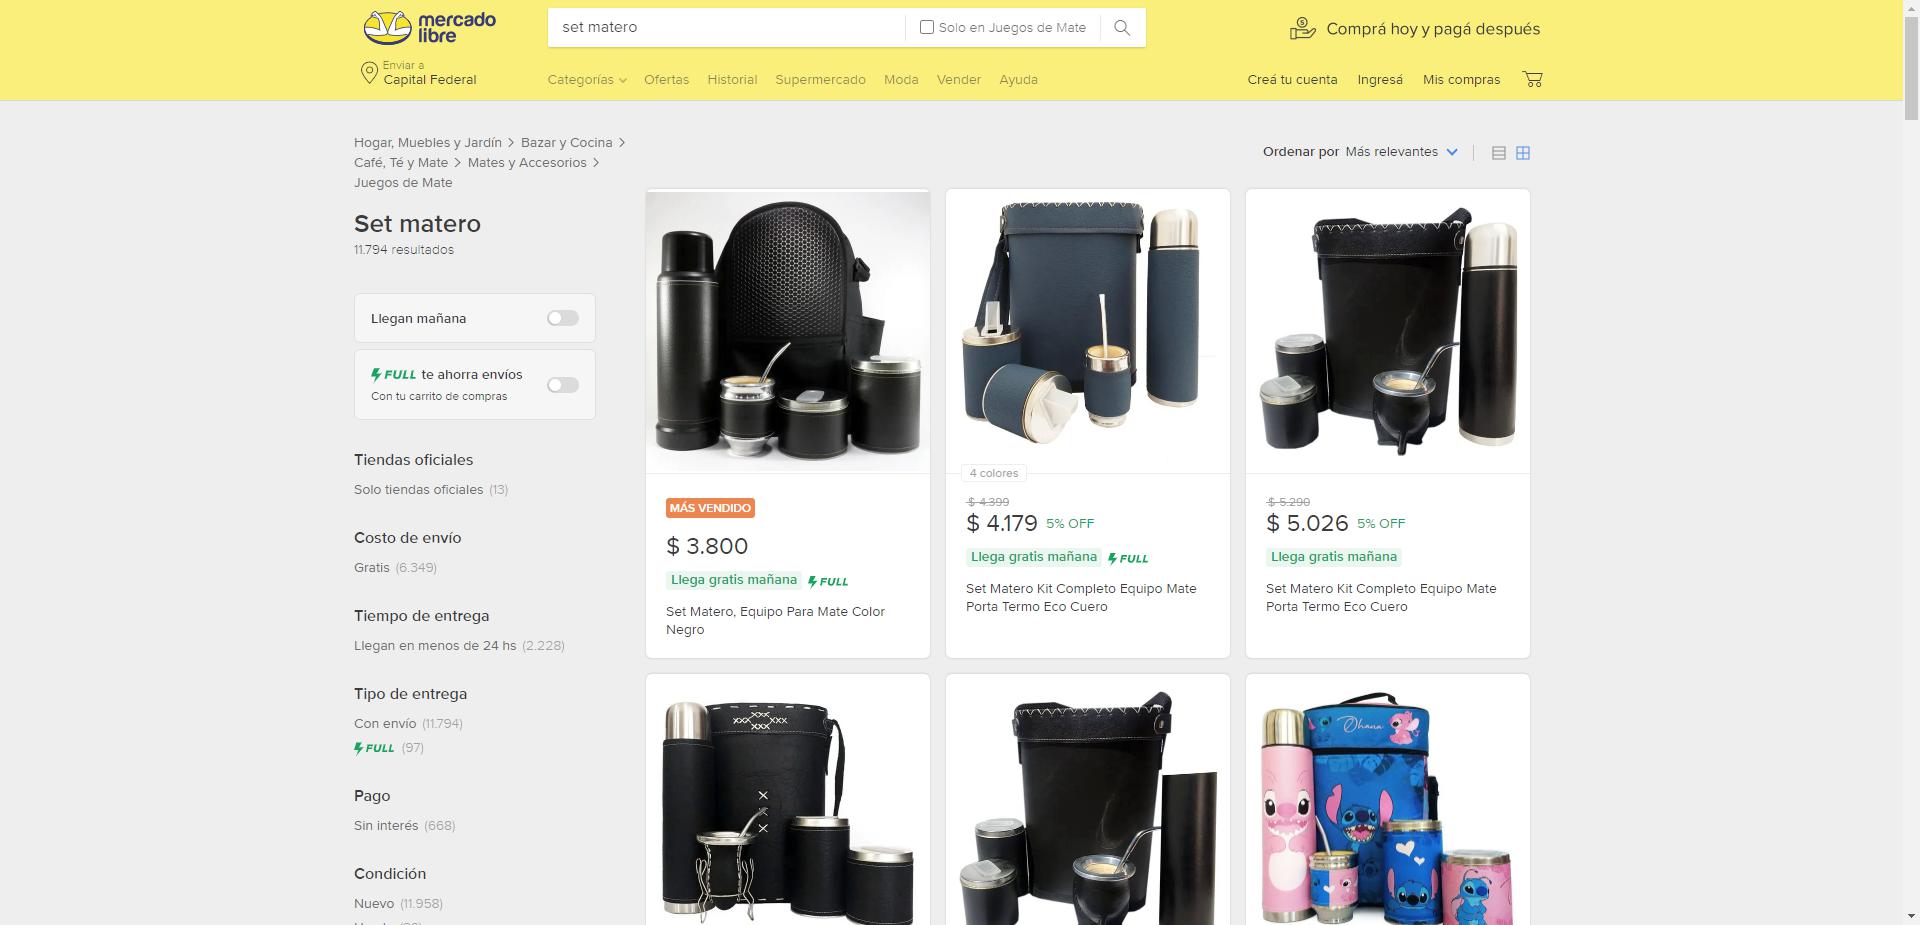 mercado
libre
set matero
Solo en Juegos de Mate
Comprá hoy y pagá después
Enviar a
Capital Federal
Categorías
Ofertas
Historial
Supermercado
Moda
Vender
Ayuda
Creá tu cuenta
Ingresá
Mis compras
Hogar, Muebles y Jardín > Bazar y Cocina >
Café, Té y Mate > Mates y Accesorios >
Juegos de Mate
Set matero
11.794 resultados
Ordenar por Más relevantes
Llegan mañana
FULL te ahorra envíos
Con tu carrito de compras
Tiendas oficiales
Solo tiendas oficiales (13)
Costo de envío
Gratis (6.349)
Tiempo de entrega
Llegan en menos de 24 hs (2.228)
Tipo de entrega
Con envío (11.794)
FULL (97)
Pago
Sin interés (668)
Condición
Nuevo (11.958)
MÁS VENDIDO
$ 3.800
Llega gratis mañana FULL
Set Matero, Equipo Para Mate Color
Negro
4 colores
$ 4.399
$ 4.179 5% OFF
Llega gratis mañana FULL
Set Matero Kit Completo Equipo Mate
Porta Termo Eco Cuero
$ 5.290
$ 5.026 5% OFF
Llega gratis mañana
Set Matero Kit Completo Equipo Mate
Porta Termo Eco Cuero
Ohana